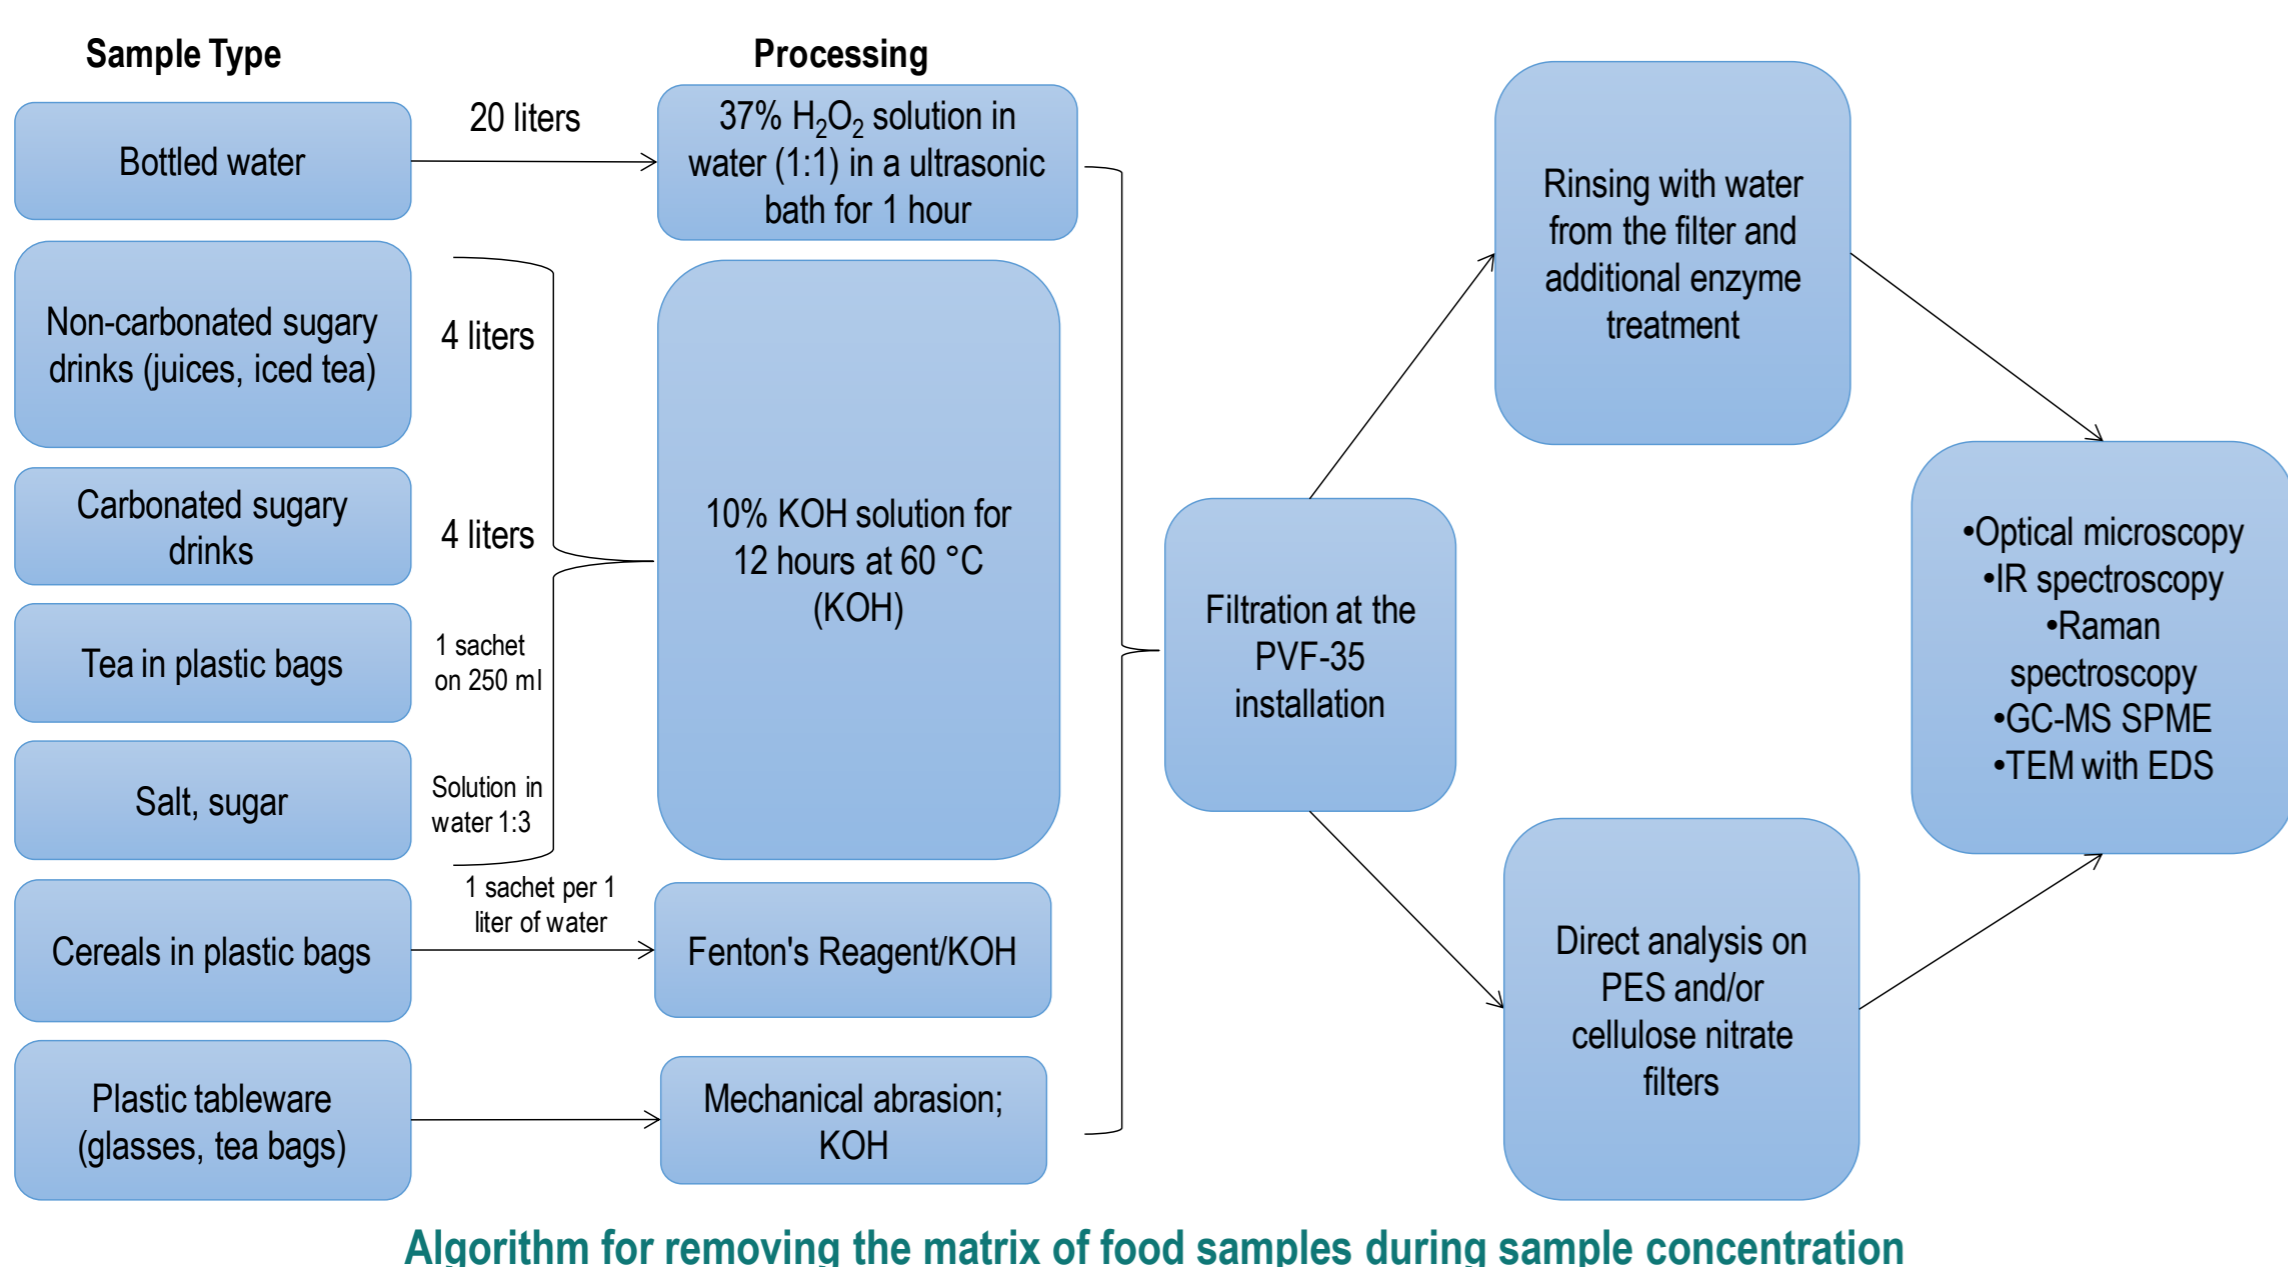 Sample Type
Processing
Bottled water
20 liters
37% H₂O₂ solution in
water (1:1) in a ultrasonic
bath for 1 hour
Non-carbonated sugary
drinks (juices, iced tea)
4 liters
Carbonated sugary
drinks
4 liters
Tea in plastic bags
1 sachet
on 250 ml
Salt, sugar
Solution in
water 1:3
10% KOH solution for
12 hours at 60 °C
(KOH)
Cereals in plastic bags
1 sachet per 1
liter of water
Fenton's Reagent/KOH
Plastic tableware
(glasses, tea bags)
Mechanical abrasion;
KOH
Filtration at the
PVF-35
installation
Rinsing with water
from the filter and
additional enzyme
treatment
Direct analysis on
PES and/or
cellulose nitrate
filters
•Optical microscopy
•IR spectroscopy
•Raman
spectroscopy
•GC-MS SPME
•TEM with EDS
Algorithm for removing the matrix of food samples during sample concentration